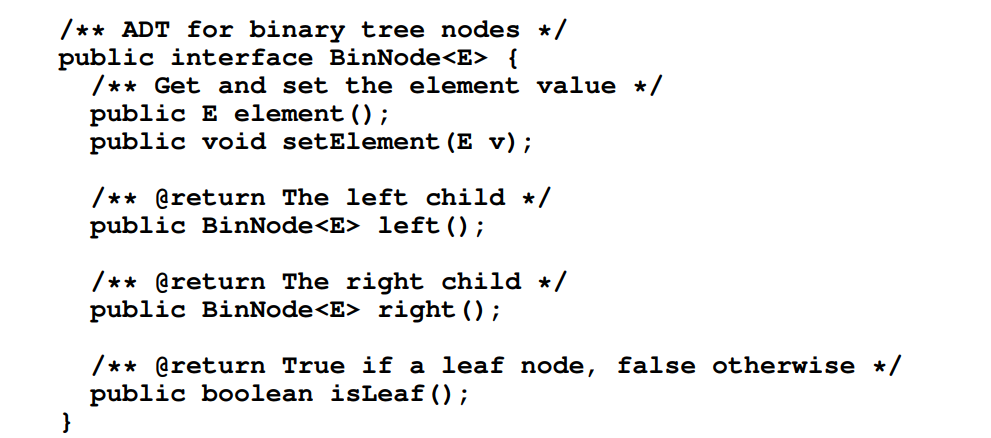 /** ADT for binary tree nodes */
public interface BinNode<E> {
/** Get and set the element value */
public E element();
public void setElement(E v);
/** @return The left child */
public BinNode<E> left();
/** @return The right child */
public BinNode<E> right();
/** @return True if a leaf node, false otherwise */
public boolean isLeaf();
}